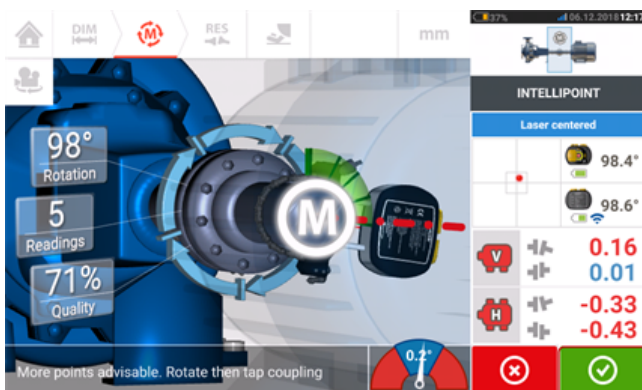 DIM
M
RES
mm
98°
Rotation
5
Readings
71%
Quality
M
More points advisable. Rotate then tap coupling
0.2°
37%
06.12.2018 12:17
INTELLIPOINT
Laser centered
98.4°
98.6°
V
0.16
0.01
H
-0.33
-0.43